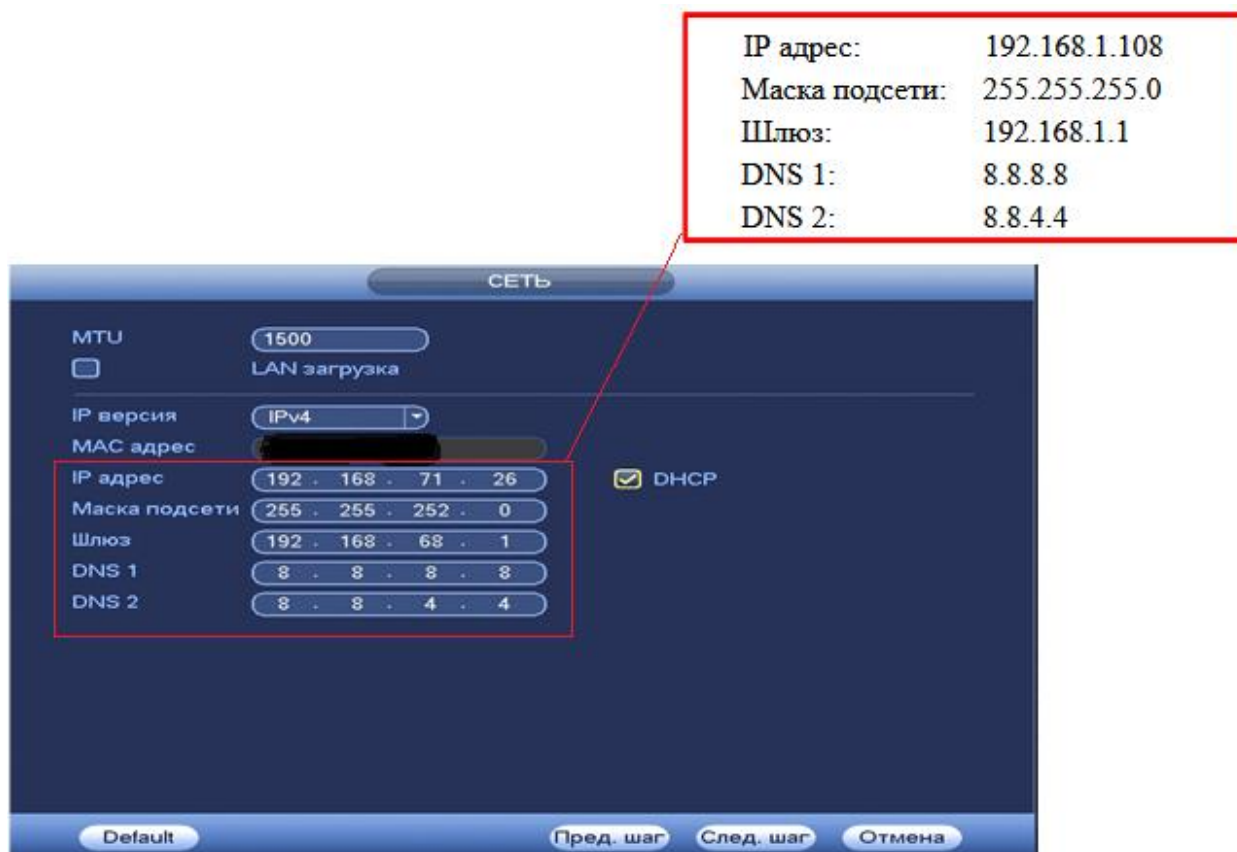 IP адрес: 192.168.1.108
Маска подсети: 255.255.255.0
Шлюз: 192.168.1.1
DNS 1: 8.8.8.8
DNS 2: 8.8.4.4
СЕТЬ
MTU 1500
LAN загрузка
IP версия IPv4
MAC адрес
IP адрес 192 . 168 . 71 . 26 DHCP
Маска подсети 255 . 255 . 252 . 0
Шлюз 192 . 168 . 68 . 1
DNS 1 8 . 8 . 8 . 8
DNS 2 8 . 8 . 4 . 4
Default Пред. шаг След. шаг Отмена